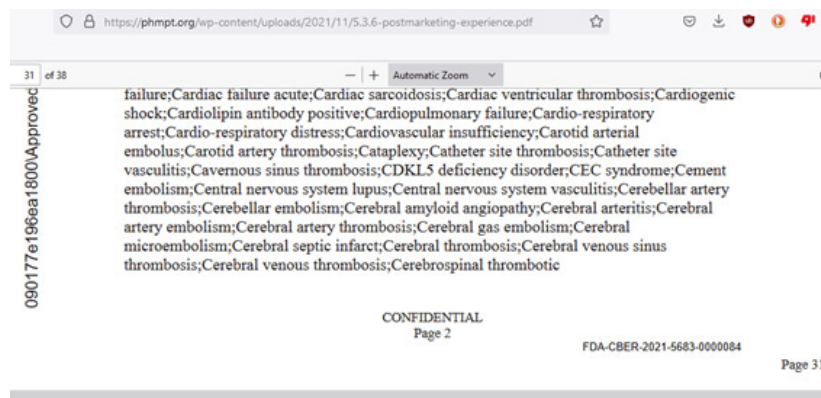 https://phmpt.org/wp-content/uploads/2021/11/5.3.6-postmarketing-experience.pdf
31 of 38
Automatic Zoom
090177e196ea1800\Approved
failure;Cardiac failure acute;Cardiac sarcoidosis;Cardiac ventricular thrombosis;Cardiogenic
shock;Cardiolipin antibody positive;Cardiopulmonary failure;Cardio-respiratory
arrest;Cardio-respiratory distress;Cardiovascular insufficiency;Carotid arterial
embolus;Carotid artery thrombosis;Cataplexy;Catheter site thrombosis;Catheter site
vasculitis;Cavernous sinus thrombosis;CDKL5 deficiency disorder;CEC syndrome;Cement
embolism;Central nervous system lupus;Central nervous system vasculitis;Cerebellar artery
thrombosis;Cerebellar embolism;Cerebral amyloid angiopathy;Cerebral arteritis;Cerebral
artery embolism;Cerebral artery thrombosis;Cerebral gas embolism;Cerebral
microembolism;Cerebral septic infarct;Cerebral thrombosis;Cerebral venous sinus
thrombosis;Cerebral venous thrombosis;Cerebrospinal thrombotic
CONFIDENTIAL
Page 2
FDA-CBER-2021-5683-0000084
Page 31